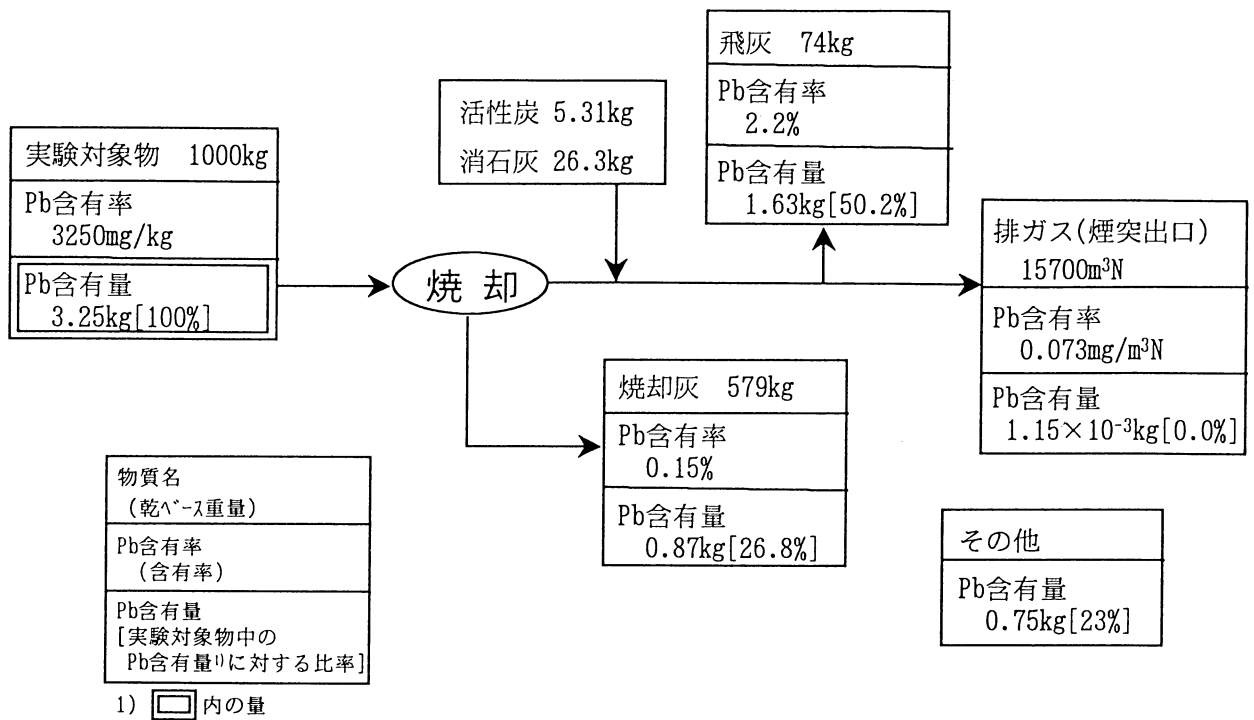 実験対象物 1000kg
Pb含有率
3250mg/kg
Pb含有量
3.25kg[100%]
活性炭 5.31kg
消石灰 26.3kg
焼却
飛灰 74kg
Pb含有率
2.2%
Pb含有量
1.63kg[50.2%]
排ガス(煙突出口)
15700m³N
Pb含有率
0.073mg/m³N
Pb含有量
1.15×10⁻³kg[0.0%]
焼却灰 579kg
Pb含有率
0.15%
Pb含有量
0.87kg[26.8%]
その他
Pb含有量
0.75kg[23%]
物質名
(乾ﾍﾞｰｽ重量)
Pb含有率
(含有率)
Pb含有量
[実験対象物中の
Pb含有量¹⁾に対する比率]
1) 内の量